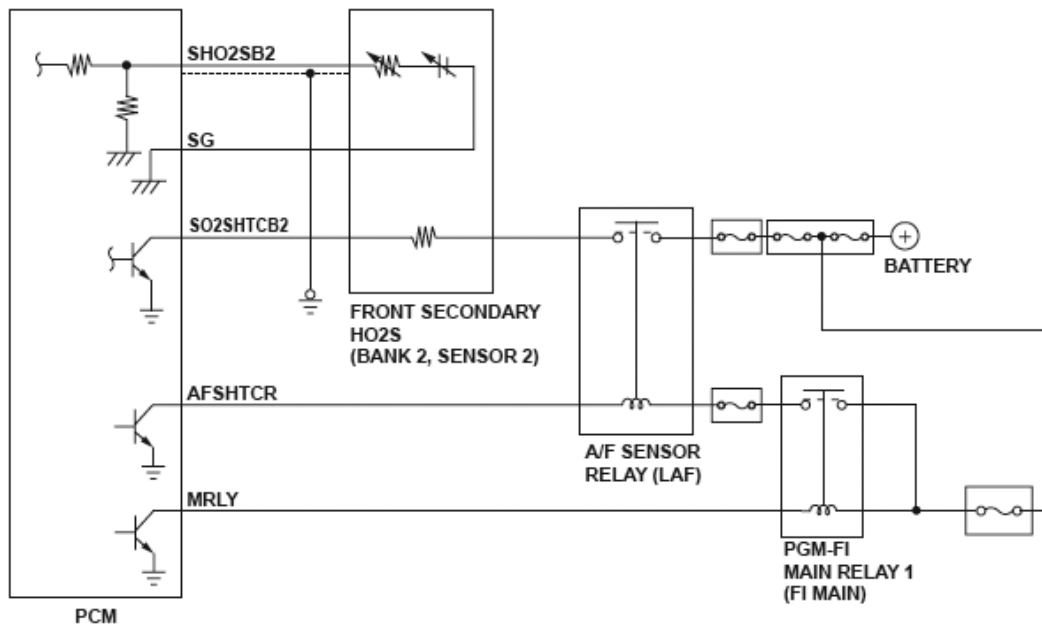 SHO2SB2
SG
SO2SHTCB2
BATTERY
FRONT SECONDARY
HO2S
(BANK 2, SENSOR 2)
AFSHTCR
A/F SENSOR
RELAY (LAF)
MRLY
PGM-FI
MAIN RELAY 1
(FI MAIN)
PCM